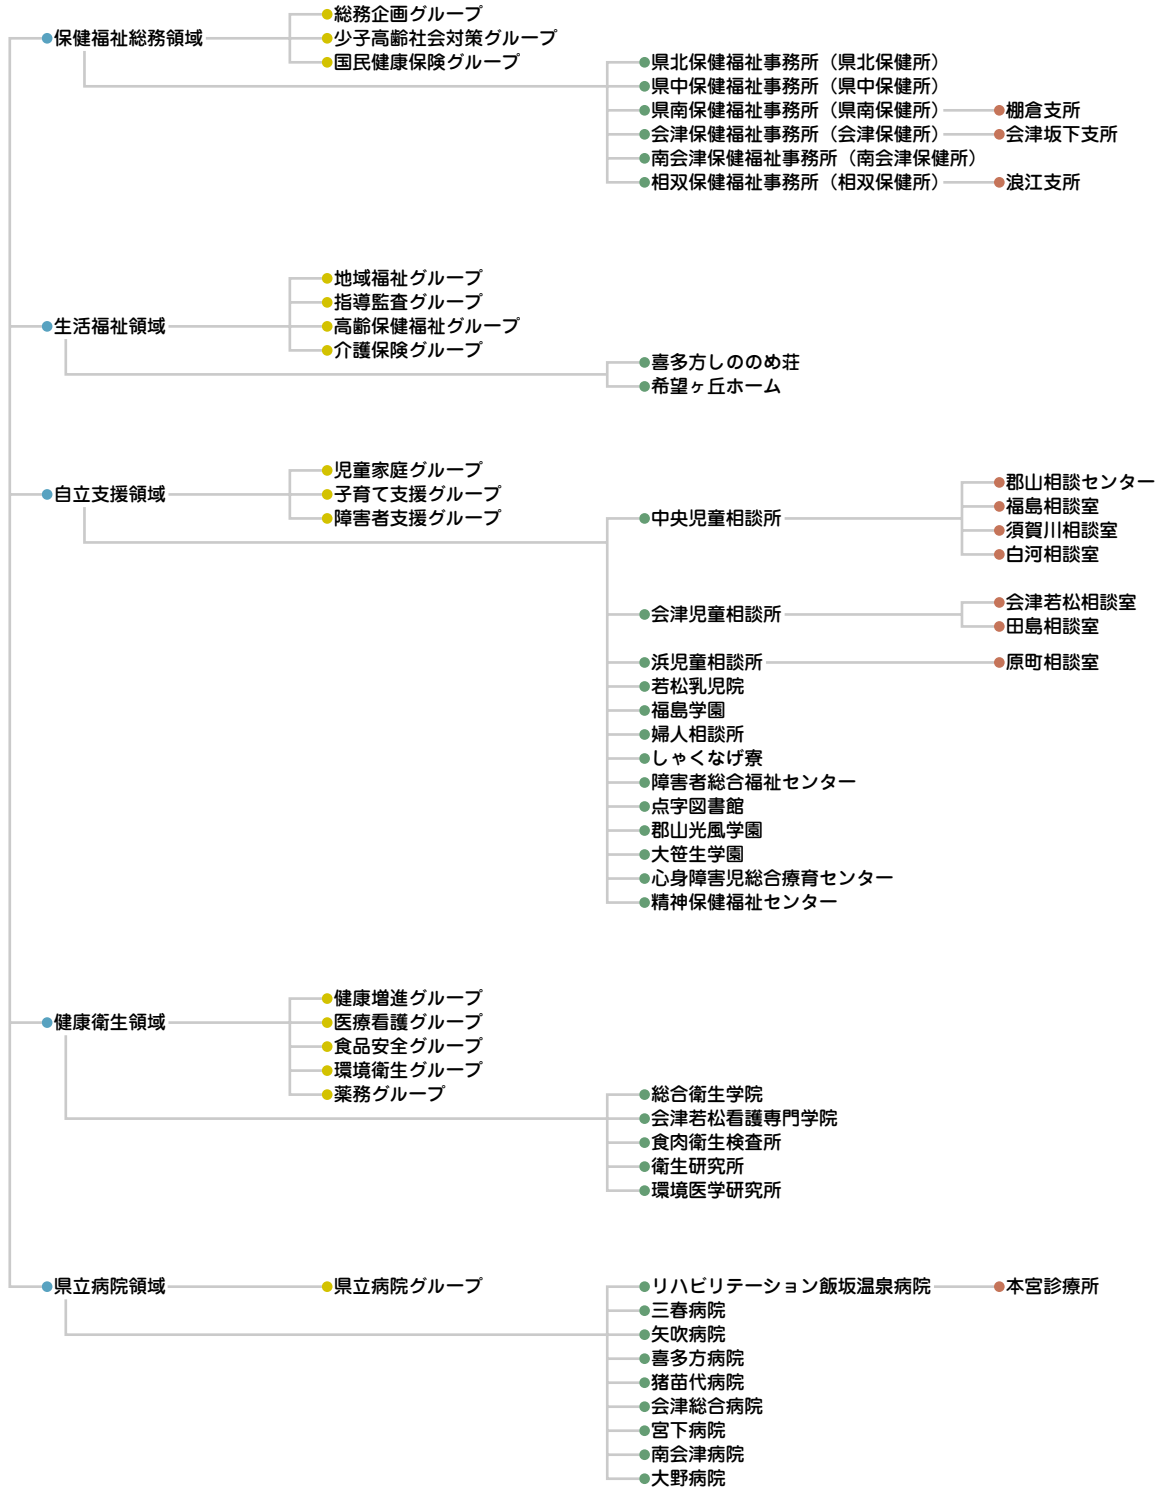 保健福祉総務領域
総務企画グループ
少子高齢社会対策グループ
国民健康保険グループ
県北保健福祉事務所（県北保健所）
県中保健福祉事務所（県中保健所）
県南保健福祉事務所（県南保健所）
棚倉支所
会津保健福祉事務所（会津保健所）
会津坂下支所
南会津保健福祉事務所（南会津保健所）
相双保健福祉事務所（相双保健所）
浪江支所
生活福祉領域
地域福祉グループ
指導監査グループ
高齢保健福祉グループ
介護保険グループ
喜多方しののめ荘
希望ヶ丘ホーム
自立支援領域
児童家庭グループ
子育て支援グループ
障害者支援グループ
中央児童相談所
郡山相談センター
福島相談室
須賀川相談室
白河相談室
会津児童相談所
会津若松相談室
田島相談室
浜児童相談所
原町相談室
若松乳児院
福島学園
婦人相談所
しゃくなげ寮
障害者総合福祉センター
点字図書館
郡山光風学園
大笹生学園
心身障害児総合療育センター
精神保健福祉センター
健康衛生領域
健康増進グループ
医療看護グループ
食品安全グループ
環境衛生グループ
薬務グループ
総合衛生学院
会津若松看護専門学院
食肉衛生検査所
衛生研究所
環境医学研究所
県立病院領域
県立病院グループ
リハビリテーション飯坂温泉病院
本宮診療所
三春病院
矢吹病院
喜多方病院
猪苗代病院
会津総合病院
宮下病院
南会津病院
大野病院